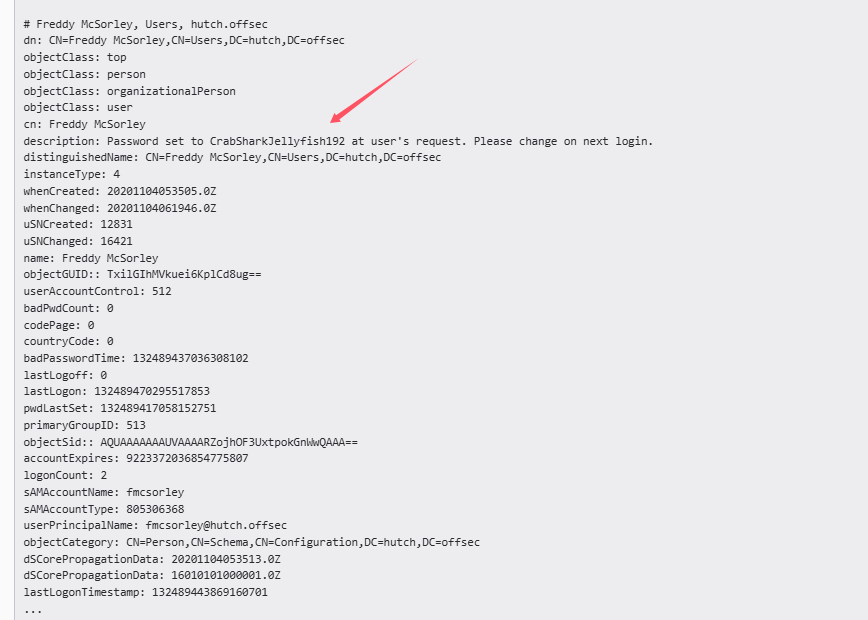 # Freddy McSorley, Users, hutch.offsec
dn: CN=Freddy McSorley,CN=Users,DC=hutch,DC=offsec
objectClass: top
objectClass: person
objectClass: organizationalPerson
objectClass: user
cn: Freddy McSorley
description: Password set to CrabSharkJellyfish192 at user's request. Please change on next login.
distinguishedName: CN=Freddy McSorley,CN=Users,DC=hutch,DC=offsec
instanceType: 4
whenCreated: 20201104053505.0Z
whenChanged: 20201104061946.0Z
uSNCreated: 12831
uSNChanged: 16421
name: Freddy McSorley
objectGUID:: TxilGIhMVkuei6KplCd8ug==
userAccountControl: 512
badPwdCount: 0
codePage: 0
countryCode: 0
badPasswordTime: 132489437036308102
lastLogoff: 0
lastLogon: 132489470295517853
pwdLastSet: 132489417058152751
primaryGroupID: 513
objectSid:: AQUAAAAAAAUVAAAARZojhOF3UxtpokGnWwQAAA==
accountExpires: 9223372036854775807
logonCount: 2
sAMAccountName: fmcsorley
sAMAccountType: 805306368
userPrincipalName: fmcsorley@hutch.offsec
objectCategory: CN=Person,CN=Schema,CN=Configuration,DC=hutch,DC=offsec
dSCorePropagationData: 20201104053513.0Z
dSCorePropagationData: 16010101000001.0Z
lastLogonTimestamp: 132489443869160701
...